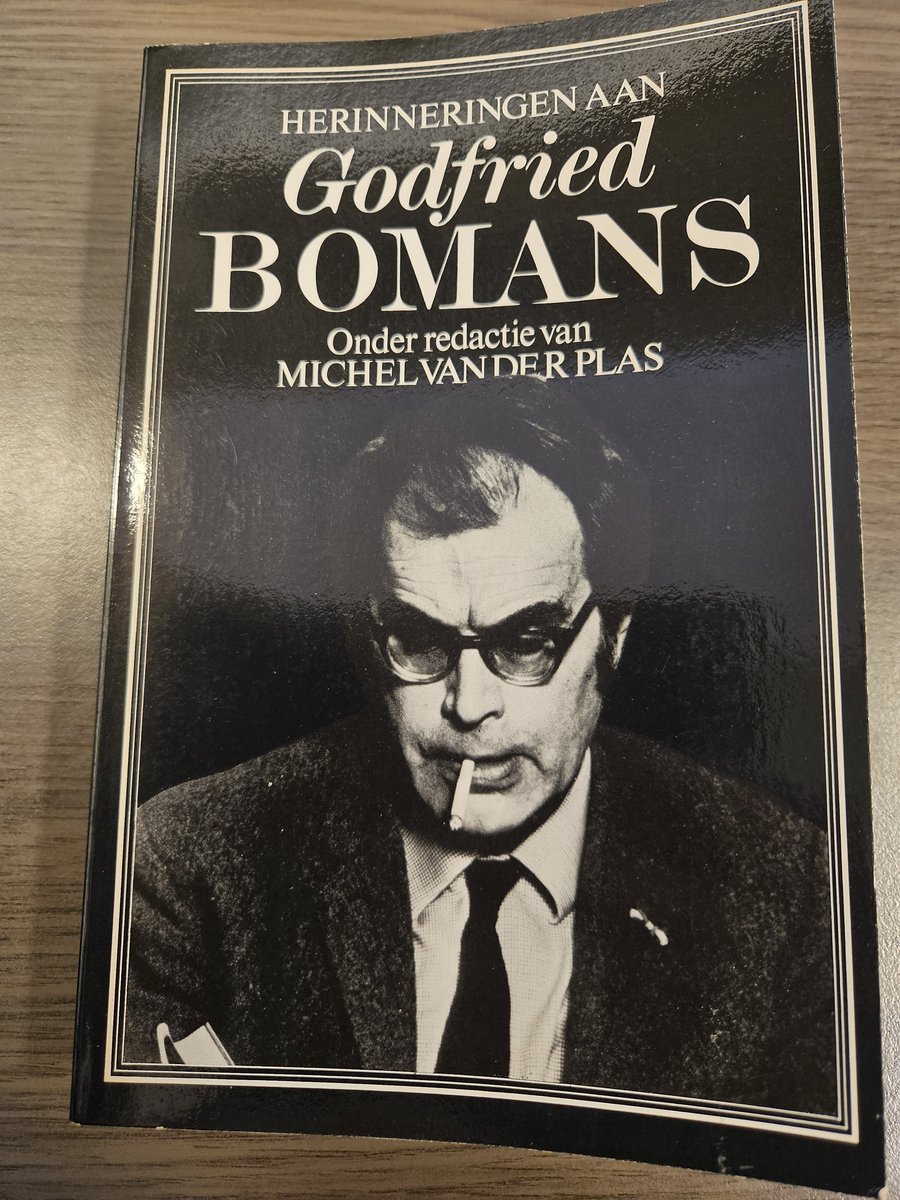 HERINNERINGEN AAN
Godfried
BOMANS
Onder redactie van
MICHEL VAN DER PLAS